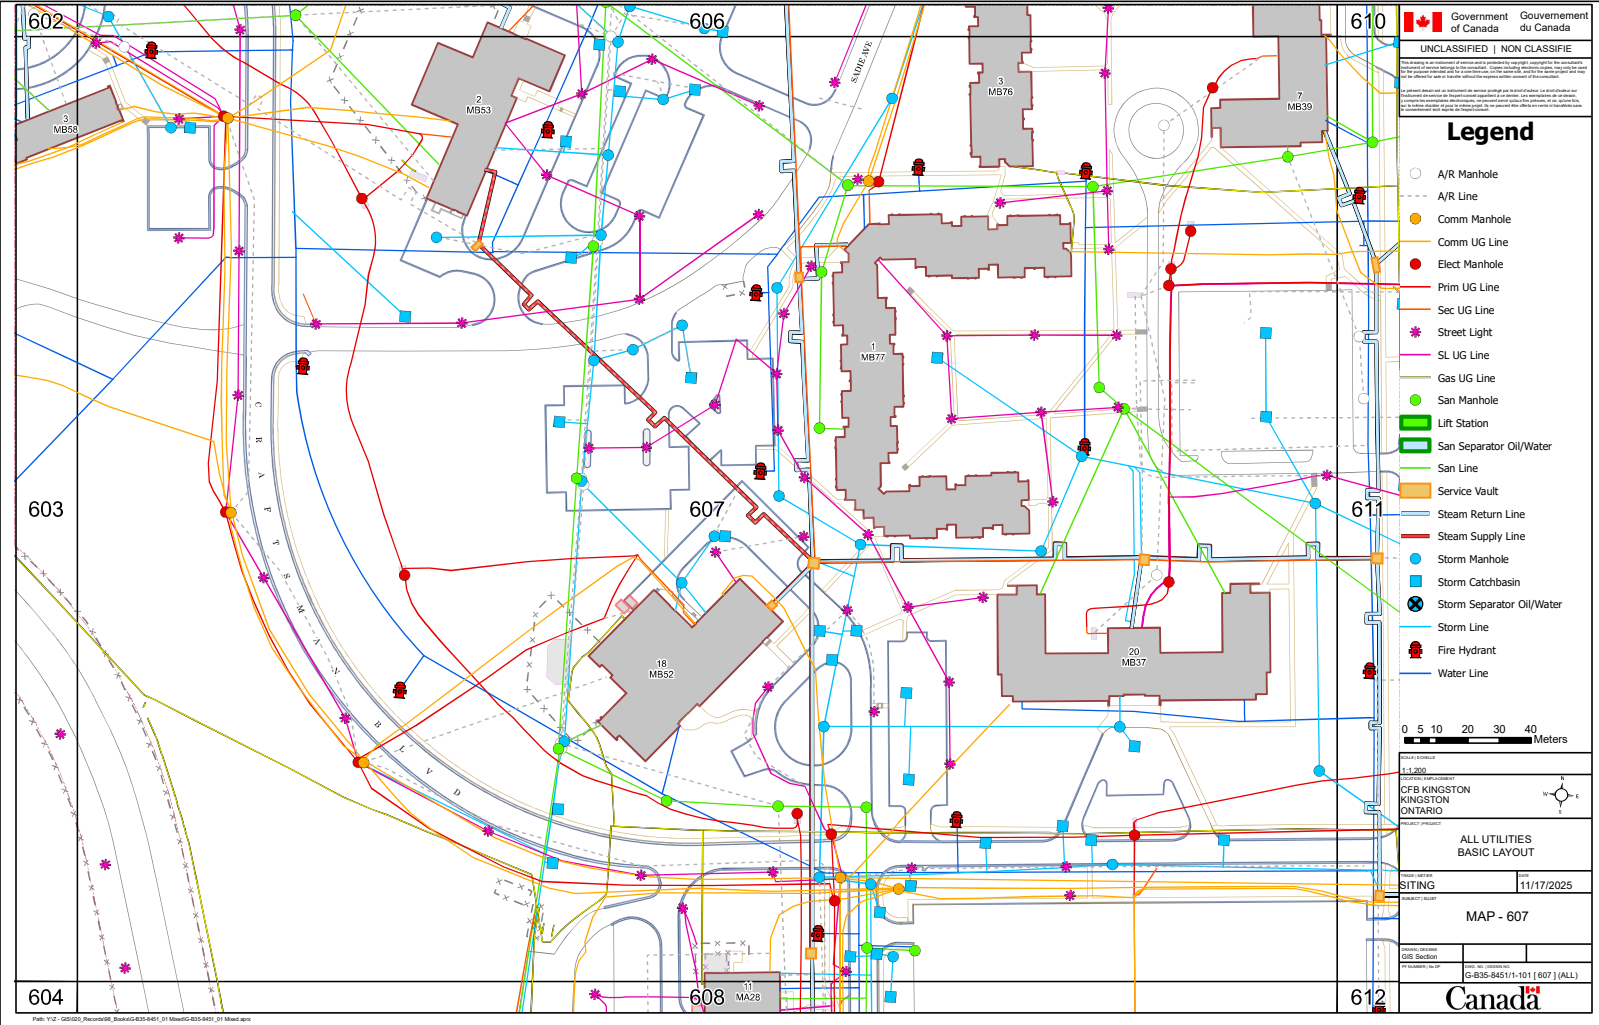 602
606
610
603
607
611
604
608
612
SADIE AVE
CRAFTSMAN BLVD
3
MB58
2
MB53
3
MB76
7
MB39
1
MB77
18
MB52
20
MB37
11
MA28
Government of Canada
Gouvernement du Canada
UNCLASSIFIED | NON CLASSIFIE
Legend
A/R Manhole
A/R Line
Comm Manhole
Comm UG Line
Elect Manhole
Prim UG Line
Sec UG Line
Street Light
SL UG Line
Gas UG Line
San Manhole
Lift Station
San Separator Oil/Water
San Line
Service Vault
Steam Return Line
Steam Supply Line
Storm Manhole
Storm Catchbasin
Storm Separator Oil/Water
Storm Line
Fire Hydrant
Water Line
0 5 10 20 30 40
Meters
1:1,200
CFB KINGSTON
KINGSTON
ONTARIO
N
W E
S
ALL UTILITIES
BASIC LAYOUT
SITING
11/17/2025
MAP - 607
GIS Section
G-B35-8451/1-101 [ 607 ] (ALL)
Canada